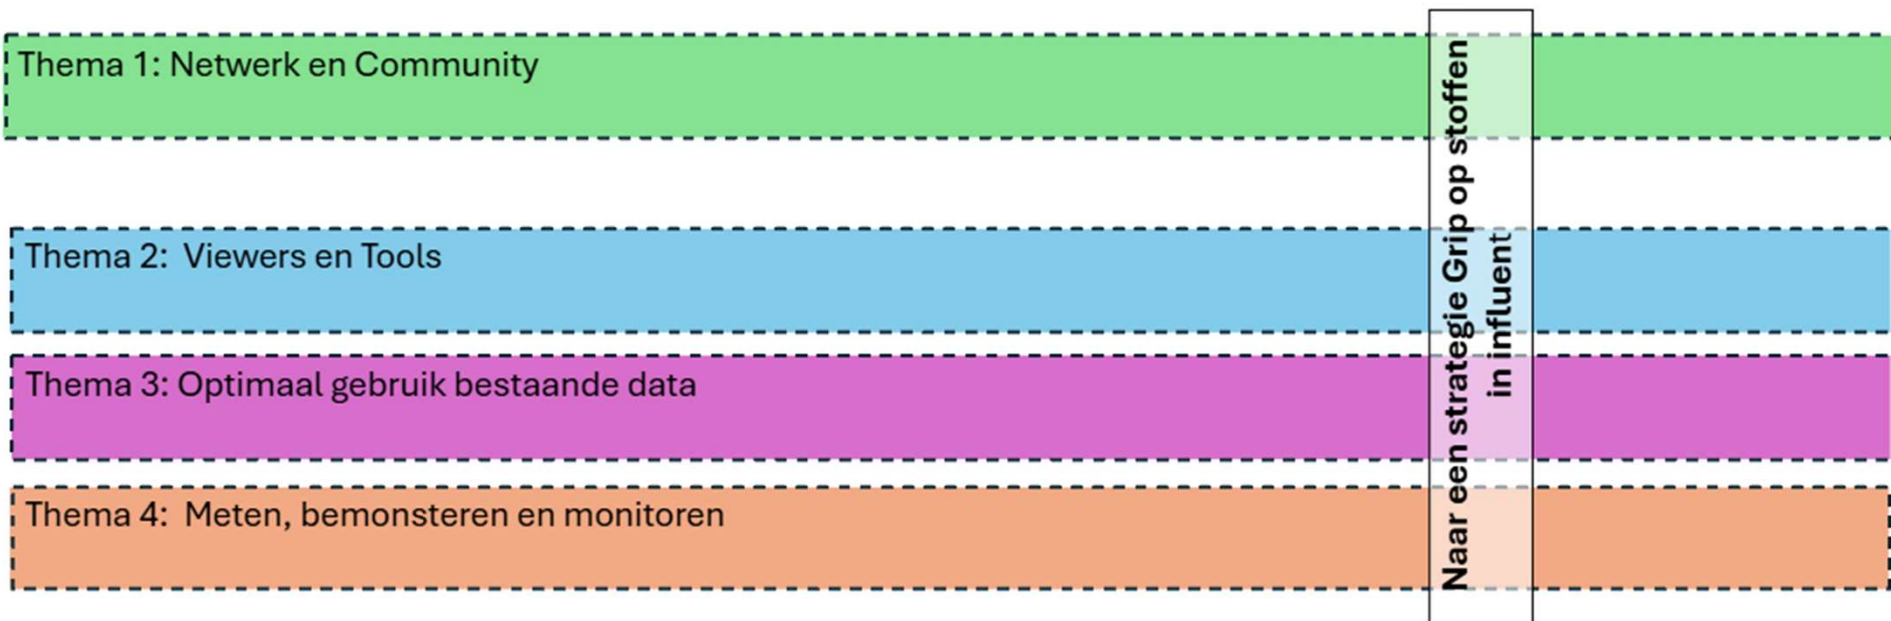 Thema 1: Netwerk en Community
Thema 2:  Viewers en Tools
Thema 3: Optimaal gebruik bestaande data
Thema 4:  Meten, bemonsteren en monitoren
Naar een strategie Grip op stoffen
in influent